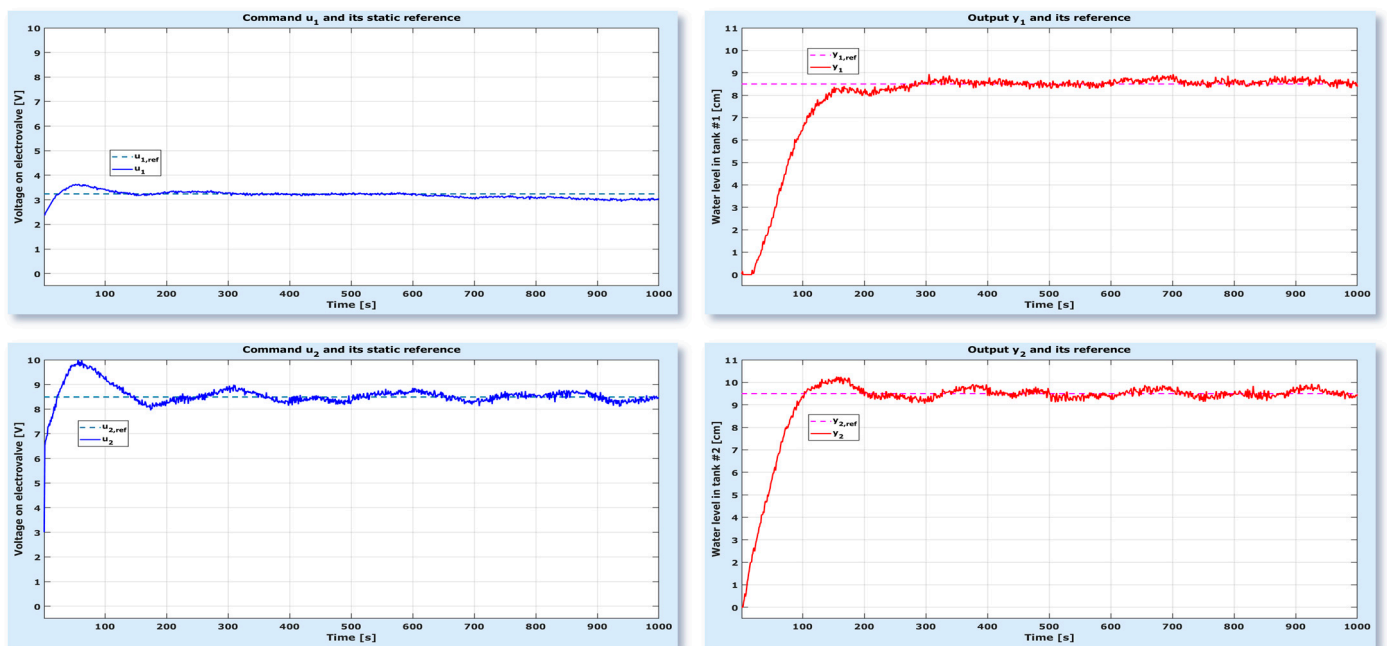 Command u1 and its static reference
10
9
8
7
6
5
4
3
2
1
0
Voltage on electrovalve [V]
u1,ref
u1
100 200 300 400 500 600 700 800 900 1000
Time [s]
Output y1 and its reference
11
10
9
8
7
6
5
4
3
2
1
0
Water level in tank #1 [cm]
y1,ref
y1
100 200 300 400 500 600 700 800 900 1000
Time [s]
Command u2 and its static reference
10
9
8
7
6
5
4
3
2
1
0
Voltage on electrovalve [V]
u2,ref
u2
100 200 300 400 500 600 700 800 900 1000
Time [s]
Output y2 and its reference
11
10
9
8
7
6
5
4
3
2
1
0
Water level in tank #2 [cm]
y2,ref
y2
100 200 300 400 500 600 700 800 900 1000
Time [s]